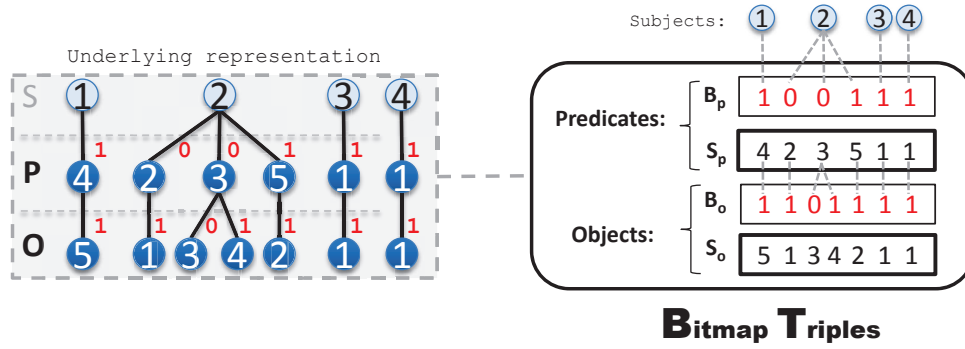 Underlying representation
S 1 2 3 4
1 0 0 1 1 1
P 4 2 3 5 1 1
1 1 0 1 1 1 1
O 5 1 3 4 2 1 1
Subjects: 1 2 3 4
Predicates:
Bp 1 0 0 1 1 1
Sp 4 2 3 5 1 1
Objects:
Bo 1 1 0 1 1 1 1
So 5 1 3 4 2 1 1
Bitmap Triples